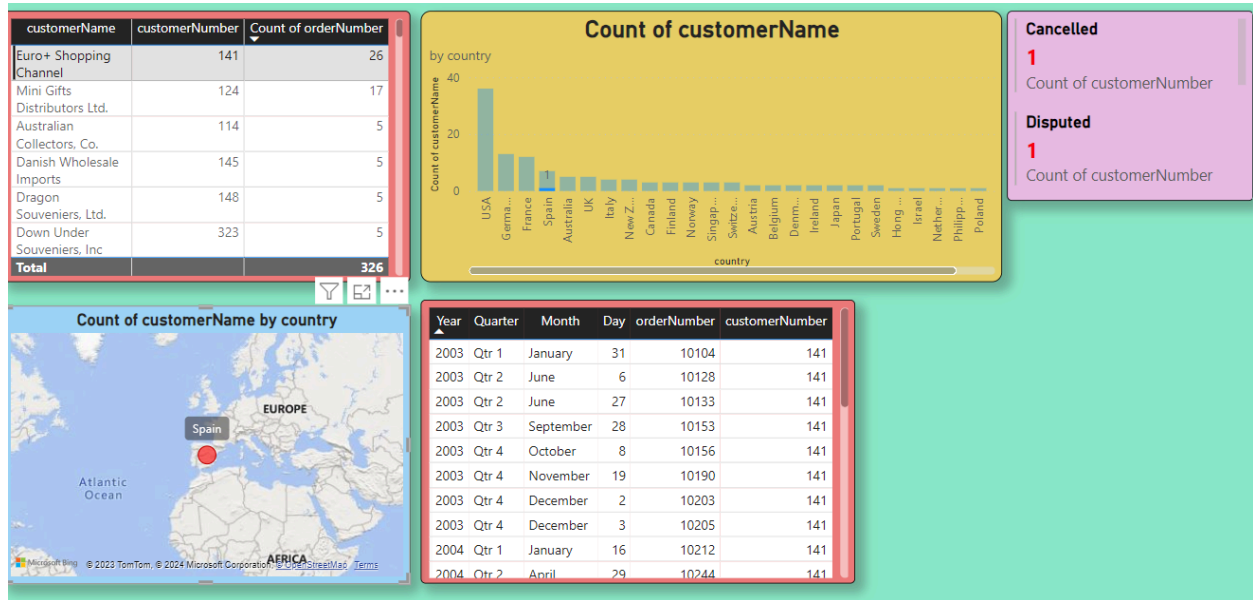 customerName customerNumber Count of orderNumber
Euro+ Shopping
Channel 141 26
Mini Gifts
Distributors Ltd. 124 17
Australian
Collectors, Co. 114 5
Danish Wholesale
Imports 145 5
Dragon
Souveniers, Ltd. 148 5
Down Under
Souveniers, Inc 323 5
Total 326
Count of customerName
by country
Count of customerName
40
20
0
1
USA
Germa...
France
Spain
Australia
UK
Italy
New Z...
Canada
Finland
Norway
Singap...
Switze...
Austria
Belgium
Denm...
Ireland
Japan
Portugal
Sweden
Hong ...
Israel
Nether...
Philipp...
Poland
country
Cancelled
1
Count of customerNumber
Disputed
1
Count of customerNumber
Count of customerName by country
EUROPE
Spain
Atlantic
Ocean
AFRICA
Microsoft Bing © 2023 TomTom, © 2024 Microsoft Corporation, © OpenStreetMap Terms
Year Quarter Month Day orderNumber customerNumber
2003 Qtr 1 January 31 10104 141
2003 Qtr 2 June 6 10128 141
2003 Qtr 2 June 27 10133 141
2003 Qtr 3 September 28 10153 141
2003 Qtr 4 October 8 10156 141
2003 Qtr 4 November 19 10190 141
2003 Qtr 4 December 2 10203 141
2003 Qtr 4 December 3 10205 141
2004 Qtr 1 January 16 10212 141
2004 Qtr 2 April 29 10244 141